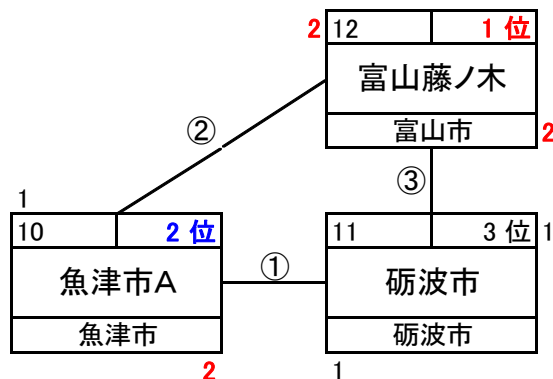 2 12 1 位
富山藤ノ木
富山市 2
②
③
1
10 2 位
魚津市A
魚津市
2
①
11 3 位 1
砺波市
砺波市
1